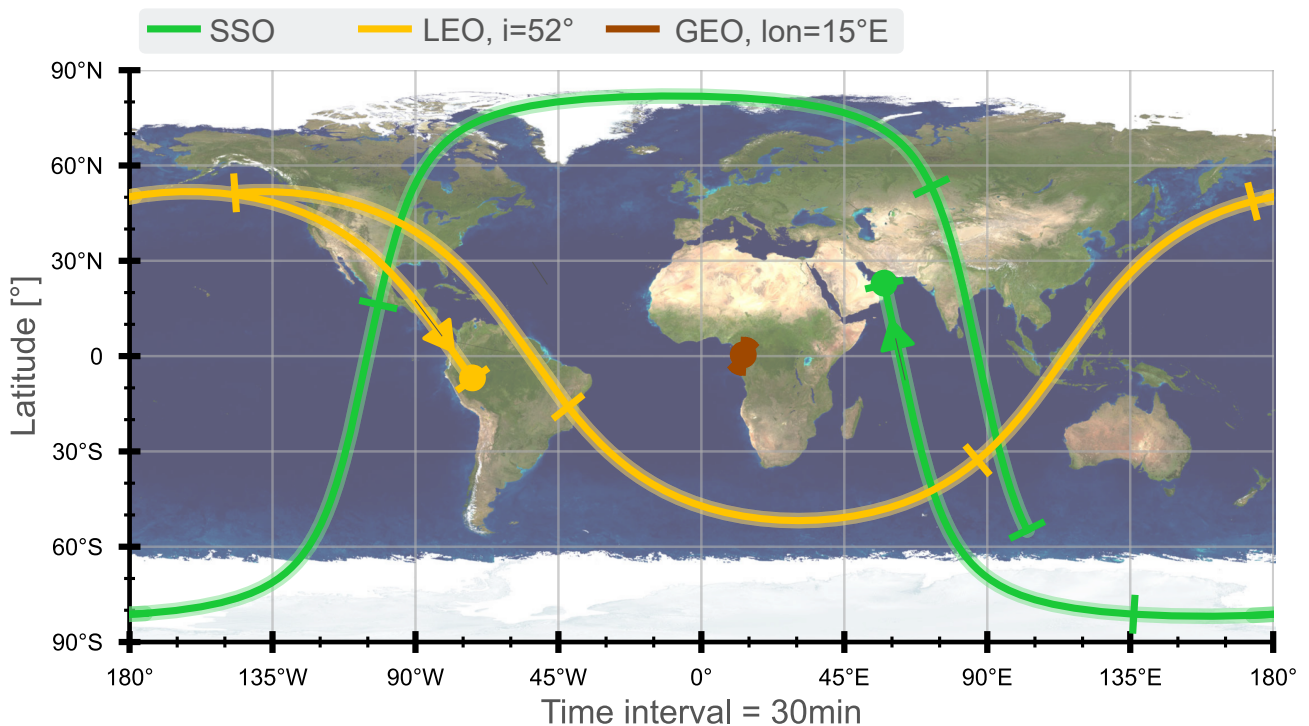 SSO LEO, i=52° GEO, lon=15°E
90°N
60°N
30°N
0
30°S
60°S
90°S
Latitude [°]
180° 135°W 90°W 45°W 0° 45°E 90°E 135°E 180°
Time interval = 30min